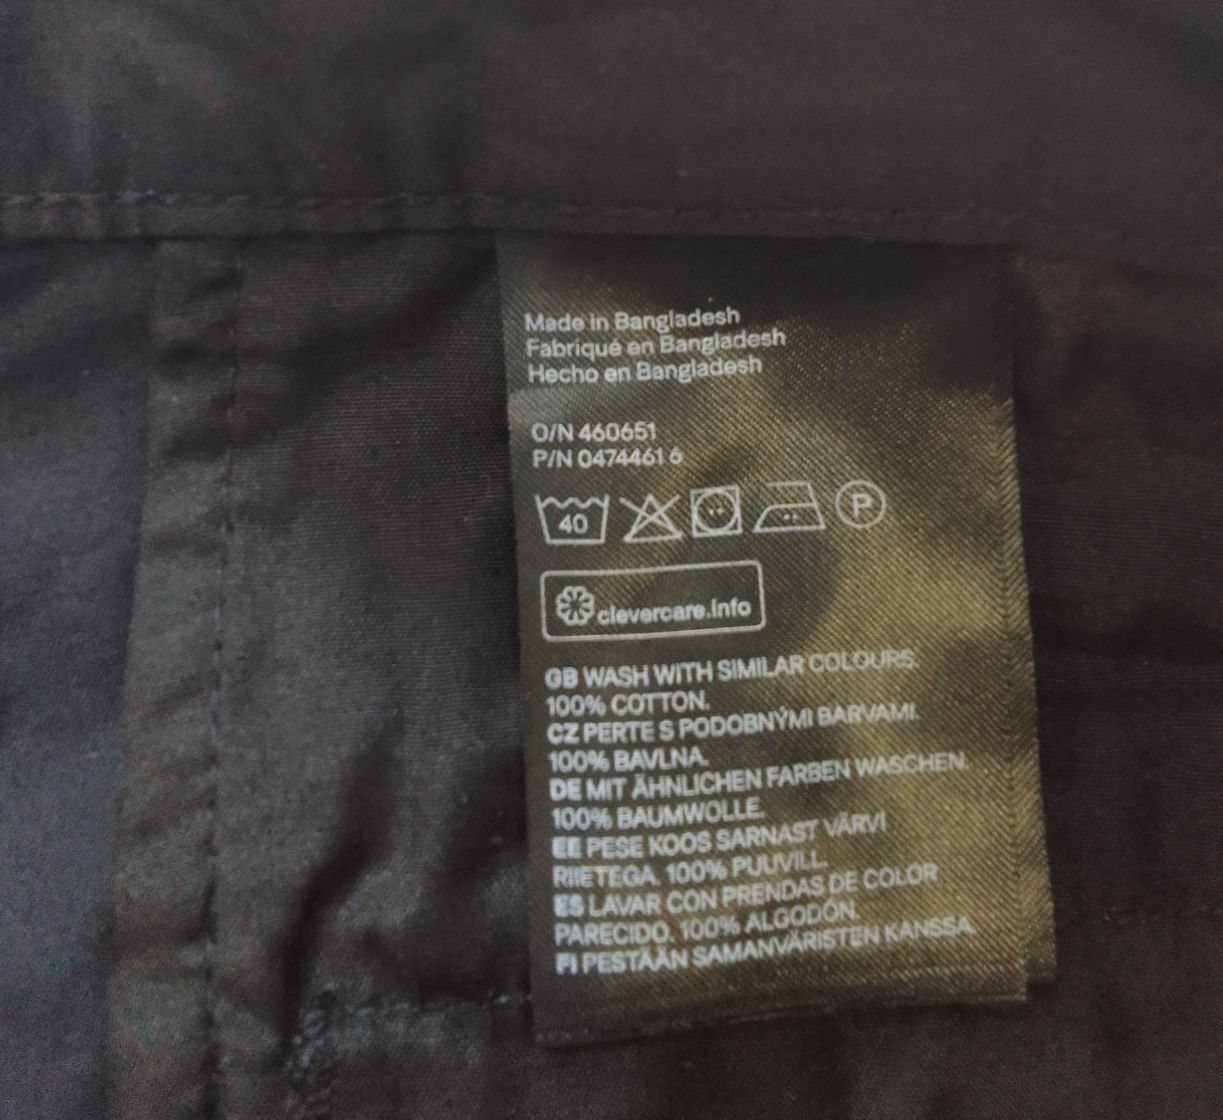 Made in Bangladesh
Fabriqué en Bangladesh
Hecho en Bangladesh
O/N 460651
P/N 0474461 6
40 P
clevercare.info
GB WASH WITH SIMILAR COLOURS.
100% COTTON.
CZ PERTE S PODOBNÝMI BARVAMI.
100% BAVLNA.
DE MIT ÄHNLICHEN FARBEN WASCHEN.
100% BAUMWOLLE.
EE PESE KOOS SARNAST VÄRVI
RIIETEGA. 100% PUUVILL.
ES LAVAR CON PRENDAS DE COLOR
PARECIDO. 100% ALGODÓN.
FI PESTÄÄN SAMANVÄRISTEN KANSSA.